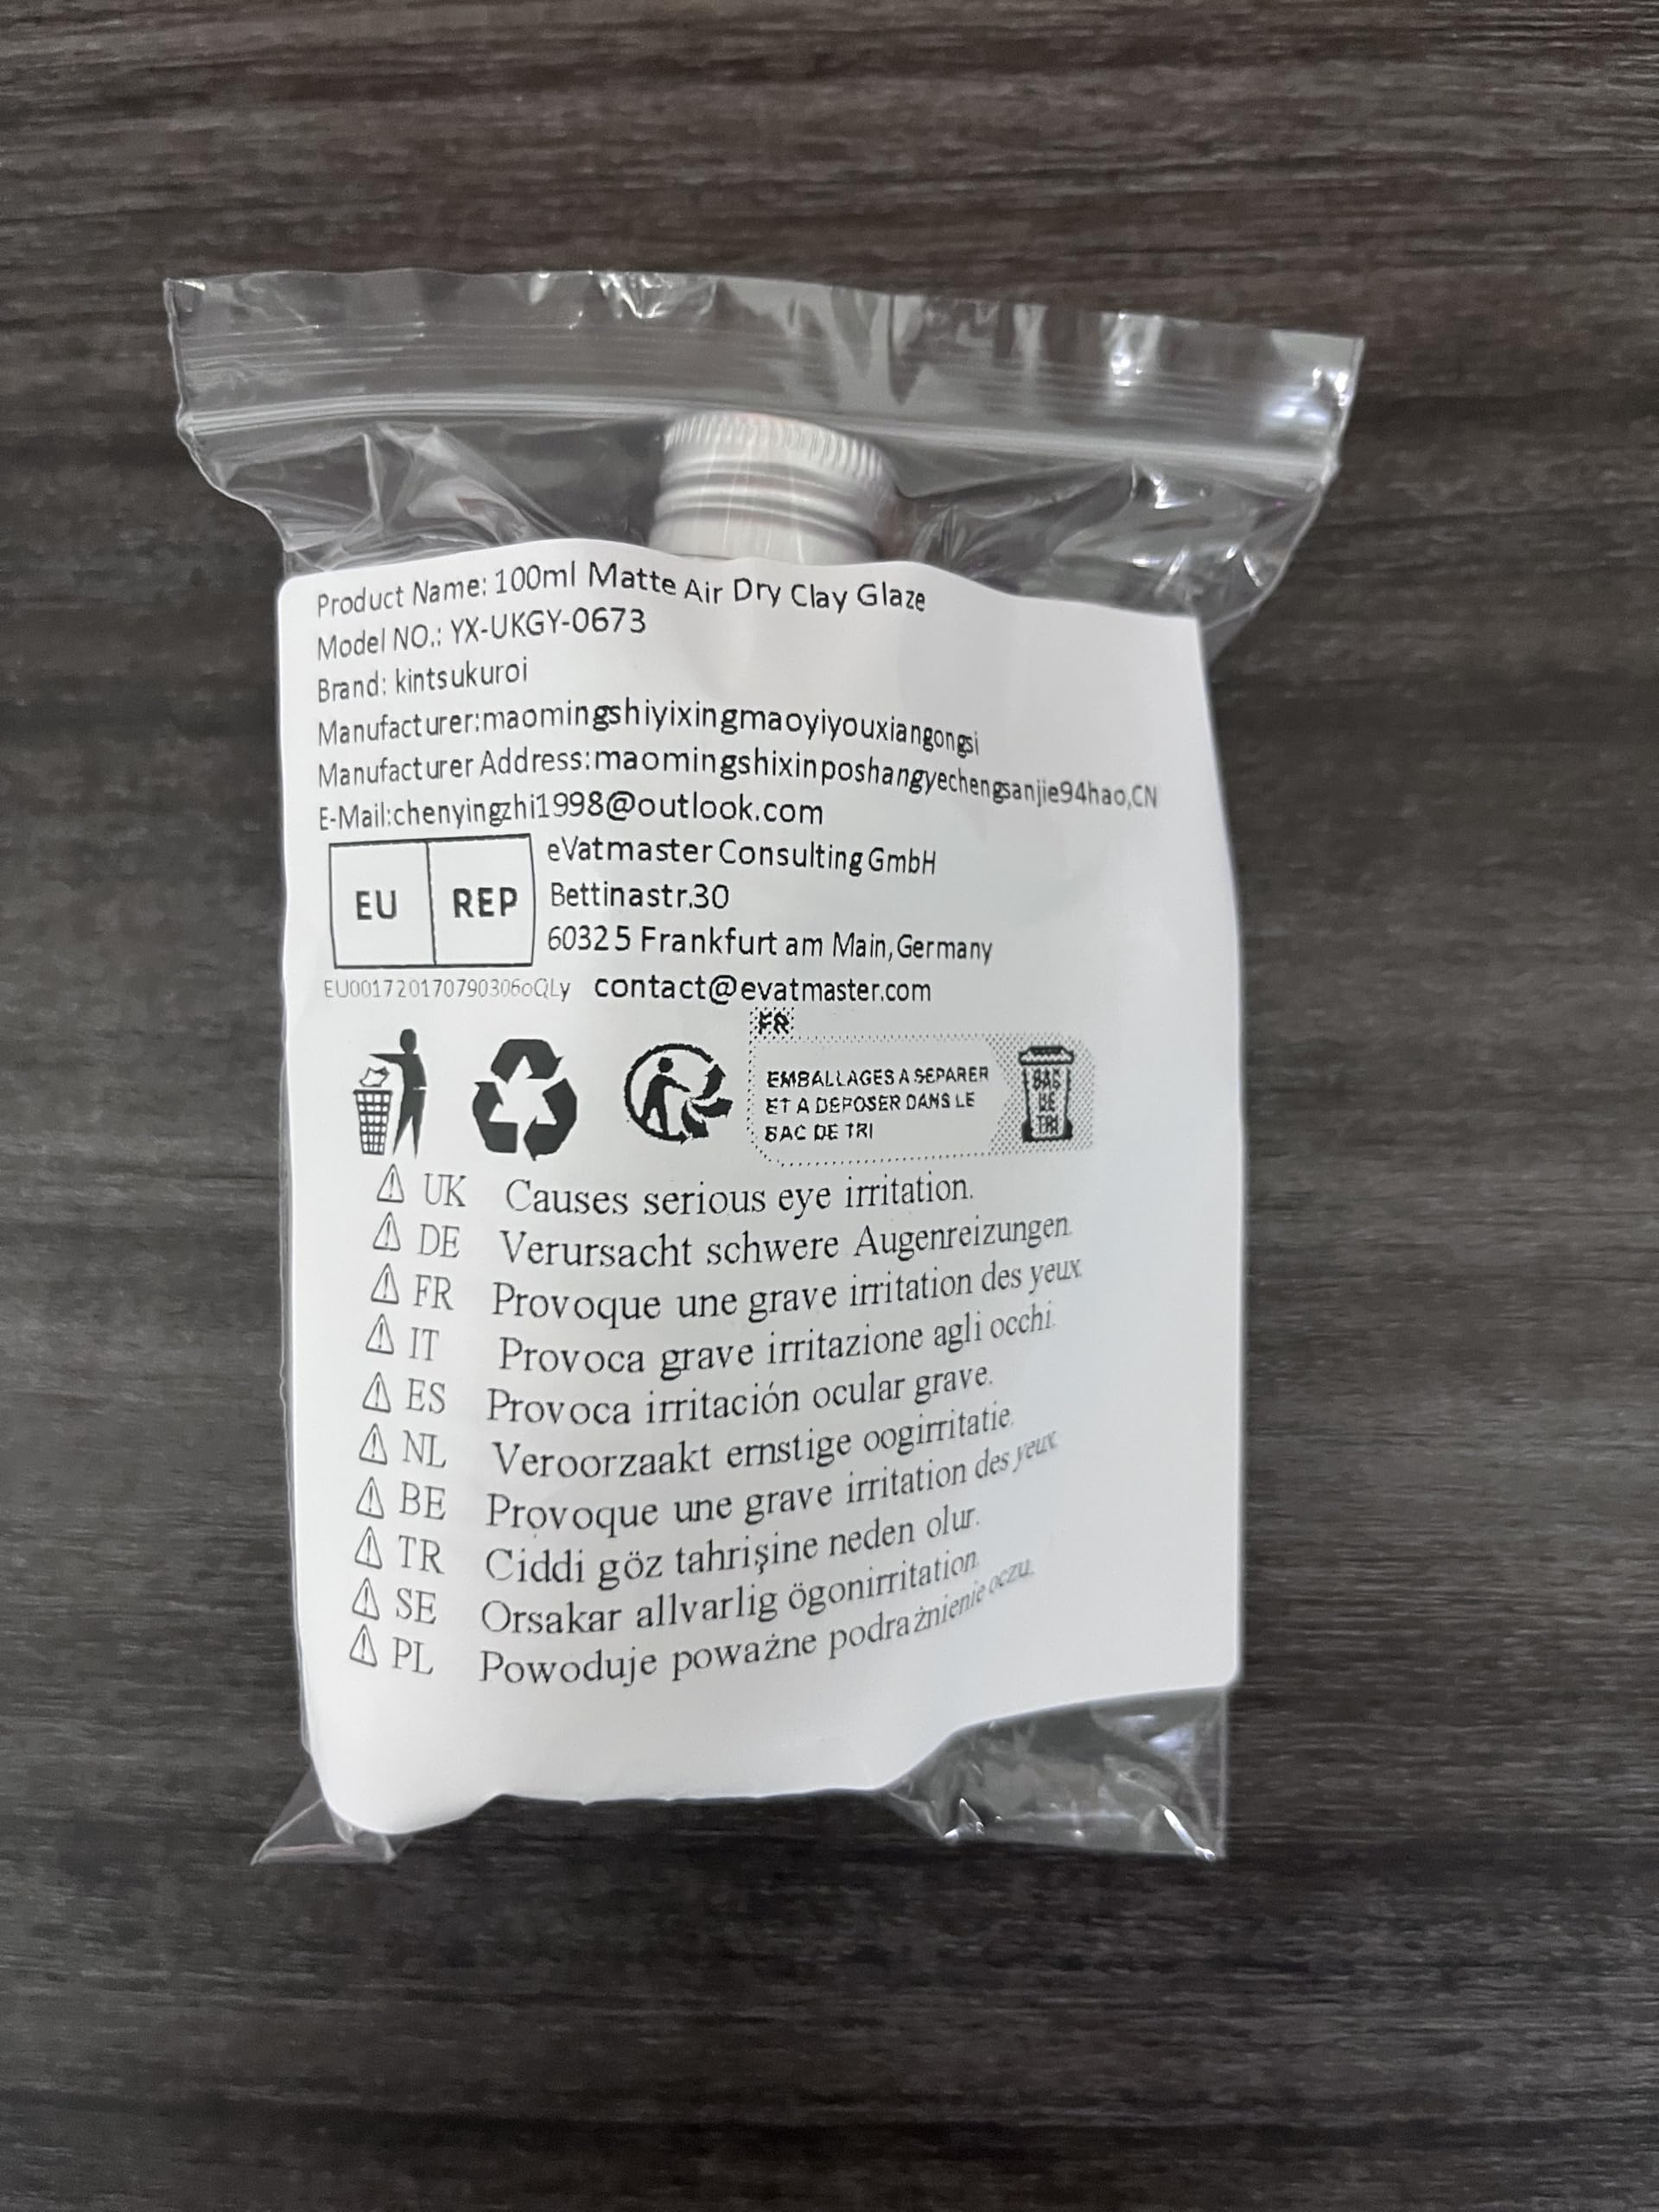 Product Name: 100ml Matte Air Dry Clay Glaze
Model NO.: YX-UKGY-0673
Brand: kintsukuroi
Manufacturer:maomingshiyixingmaoyiyouxiangongsi
Manufacturer Address:maomingshixinposhangyechengsanjie94hao,CN
E-Mail:chenyingzhi1998@outlook.com
EU REP
eVatmaster Consulting GmbH
Bettinastr.30
60325 Frankfurt am Main,Germany
EU00172017079030​6oQLy contact@evatmaster.com
FR
EMBALLAGES A SEPARER
ET A DEPOSER DANS LE
BAC DE TRI
BAC
DE
TRI
UK Causes serious eye irritation.
DE Verursacht schwere Augenreizungen.
FR Provoque une grave irritation des yeux.
IT Provoca grave irritazione agli occhi.
ES Provoca irritación ocular grave.
NL Veroorzaakt ernstige oogirritatie.
BE Provoque une grave irritation des yeux.
TR Ciddi göz tahrişine neden olur.
SE Orsakar allvarlig ögonirritation.
PL Powoduje poważne podrażnienie oczu.